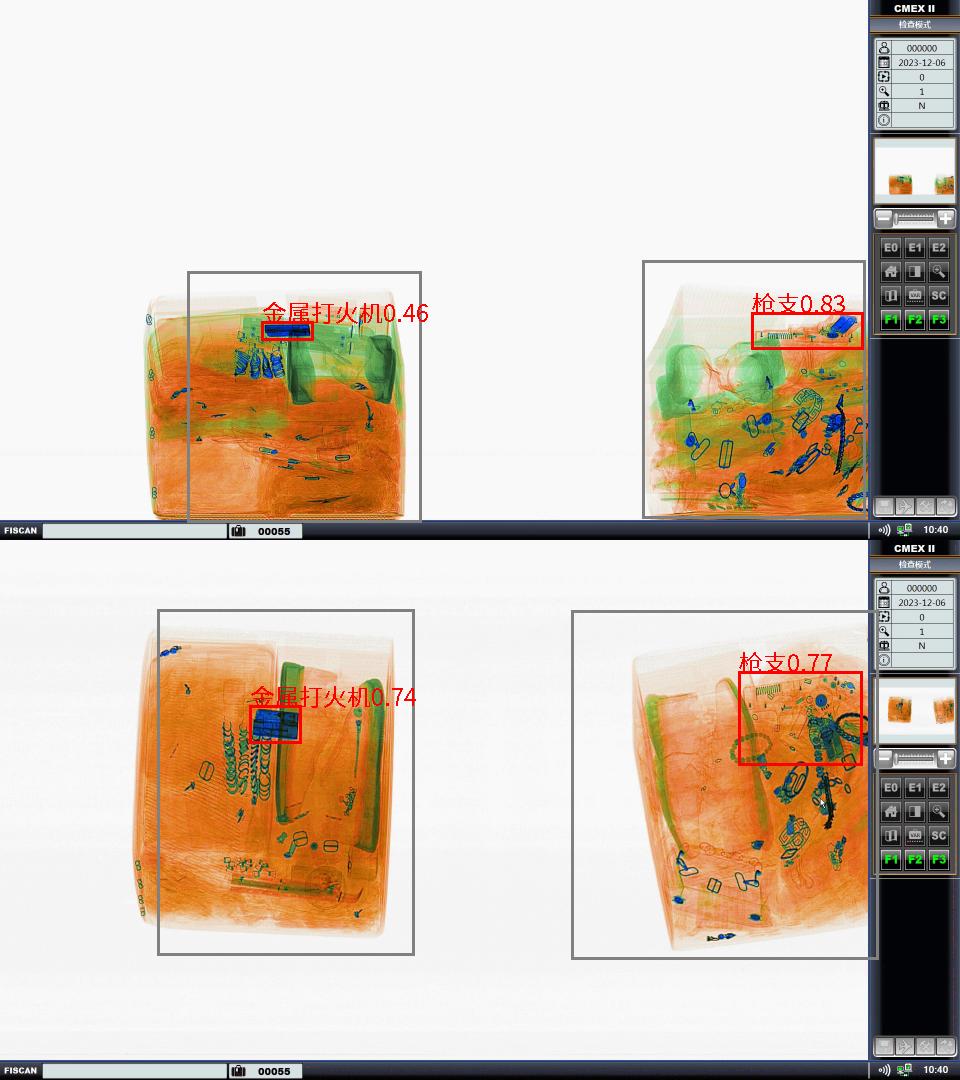 CMEX II
检查模式
000000
2023-12-06
0
1
N
E0 E1 E2
VAR SC
F1 F2 F3
金属打火机0.46
枪支0.83
FISCAN 00055 10:40
CMEX II
检查模式
000000
2023-12-06
0
1
N
E0 E1 E2
VAR SC
F1 F2 F3
枪支0.77
金属打火机0.74
FISCAN 00055 10:40